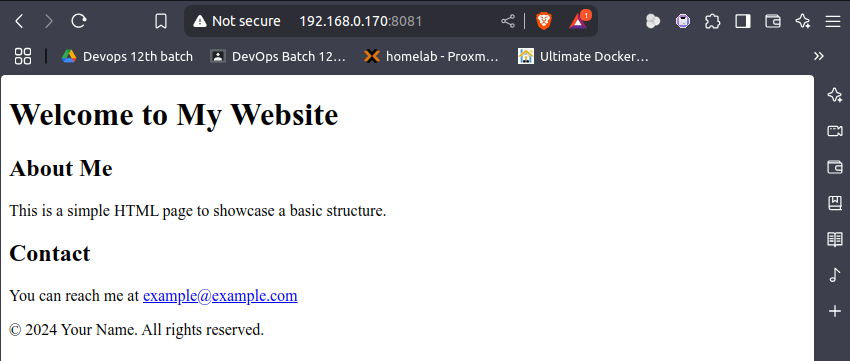 Not secure 192.168.0.170:8081
1
Devops 12th batch DevOps Batch 12... homelab - Proxm... Ultimate Docker... »
Welcome to My Website
About Me
This is a simple HTML page to showcase a basic structure.
Contact
You can reach me at example@example.com
© 2024 Your Name. All rights reserved.